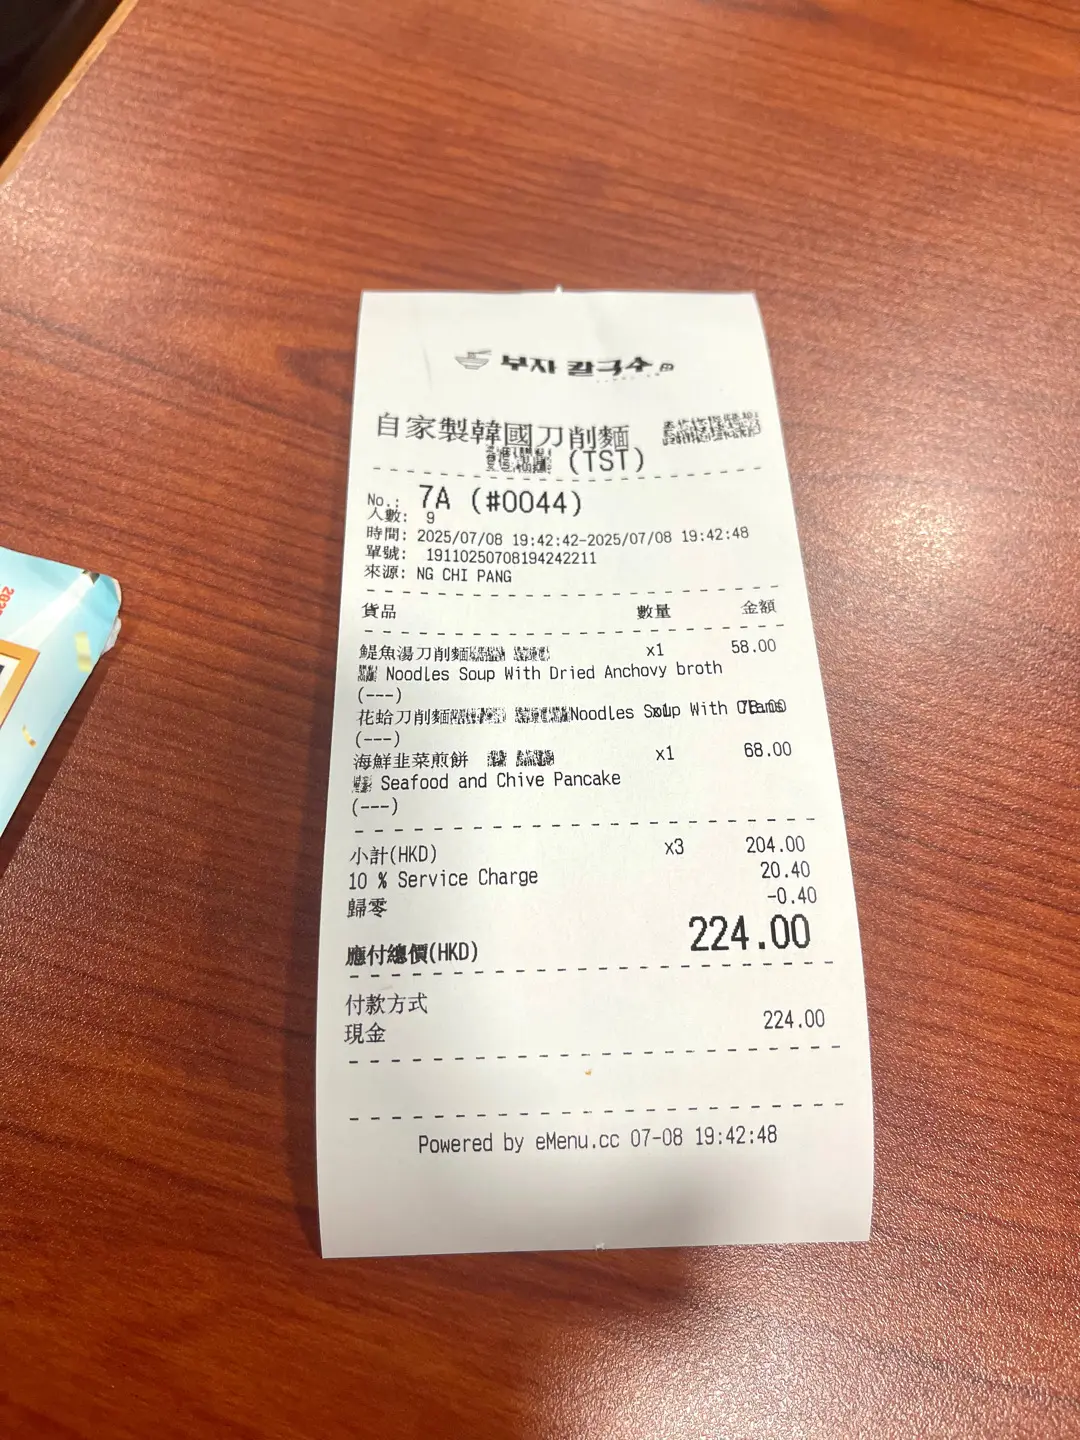 부자 칼국수
自家製韓國刀削麵
(TST)
No.: 7A (#0044)
人數: 9
時間: 2025/07/08 19:42:42-2025/07/08 19:42:48
單號: 19110250708194242211
來源: NG CHI PANG
貨品 數量 金額
鯷魚湯刀削麵 x1 58.00
Noodles Soup With Dried Anchovy broth
(---)
花蛤刀削麵 Noodles Soup With Clams x1 78.00
(---)
海鮮韭菜煎餅 x1 68.00
Seafood and Chive Pancake
(---)
小計(HKD) x3 204.00
10 % Service Charge 20.40
歸零 -0.40
應付總價(HKD) 224.00
付款方式
現金 224.00
Powered by eMenu.cc 07-08 19:42:48